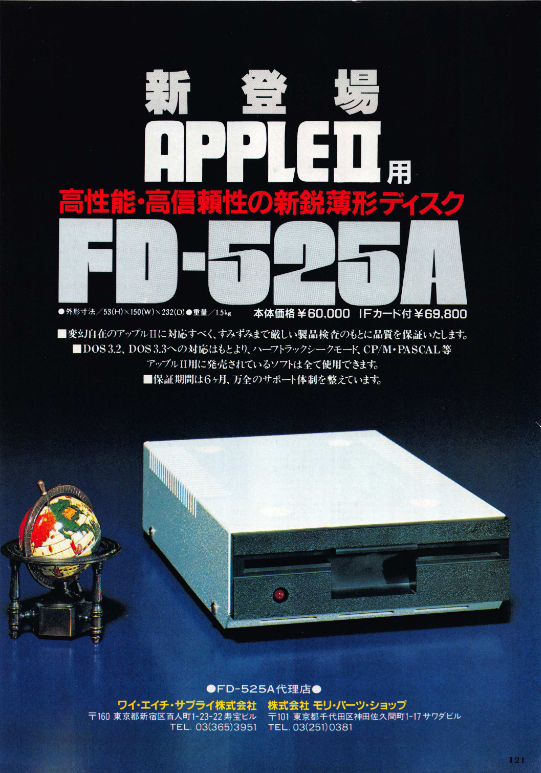 新登場
APPLEII用
高性能・高信頼性の新鋭薄形ディスク
FD-525A
●外形寸法／53(H)×150(W)×232(D)●重量／1.5kg 本体価格¥60,000 IFカード付¥69,800
■変幻自在のアップルIIに対応すべく、すみずみまで厳しい製品検査のもとに品質を保証いたします。
■DOS3.2、DOS3.3への対応はもとより、ハーフトラックシークモード、CP/M・PASCAL等
アップルII用に発売されているソフトは全て使用できます。
■保証期間は6ヶ月、万全のサポート体制を整えています。
●FD-525A代理店●
ワイ・エイチ・サプライ株式会社 株式会社 モリ・パーツ・ショップ
〒160 東京都新宿区百人町1-23-22寿宝ビル 〒101 東京都千代田区神田佐久間町1-17サワダビル
TEL. 03(365)3951 TEL. 03(251)0381
121